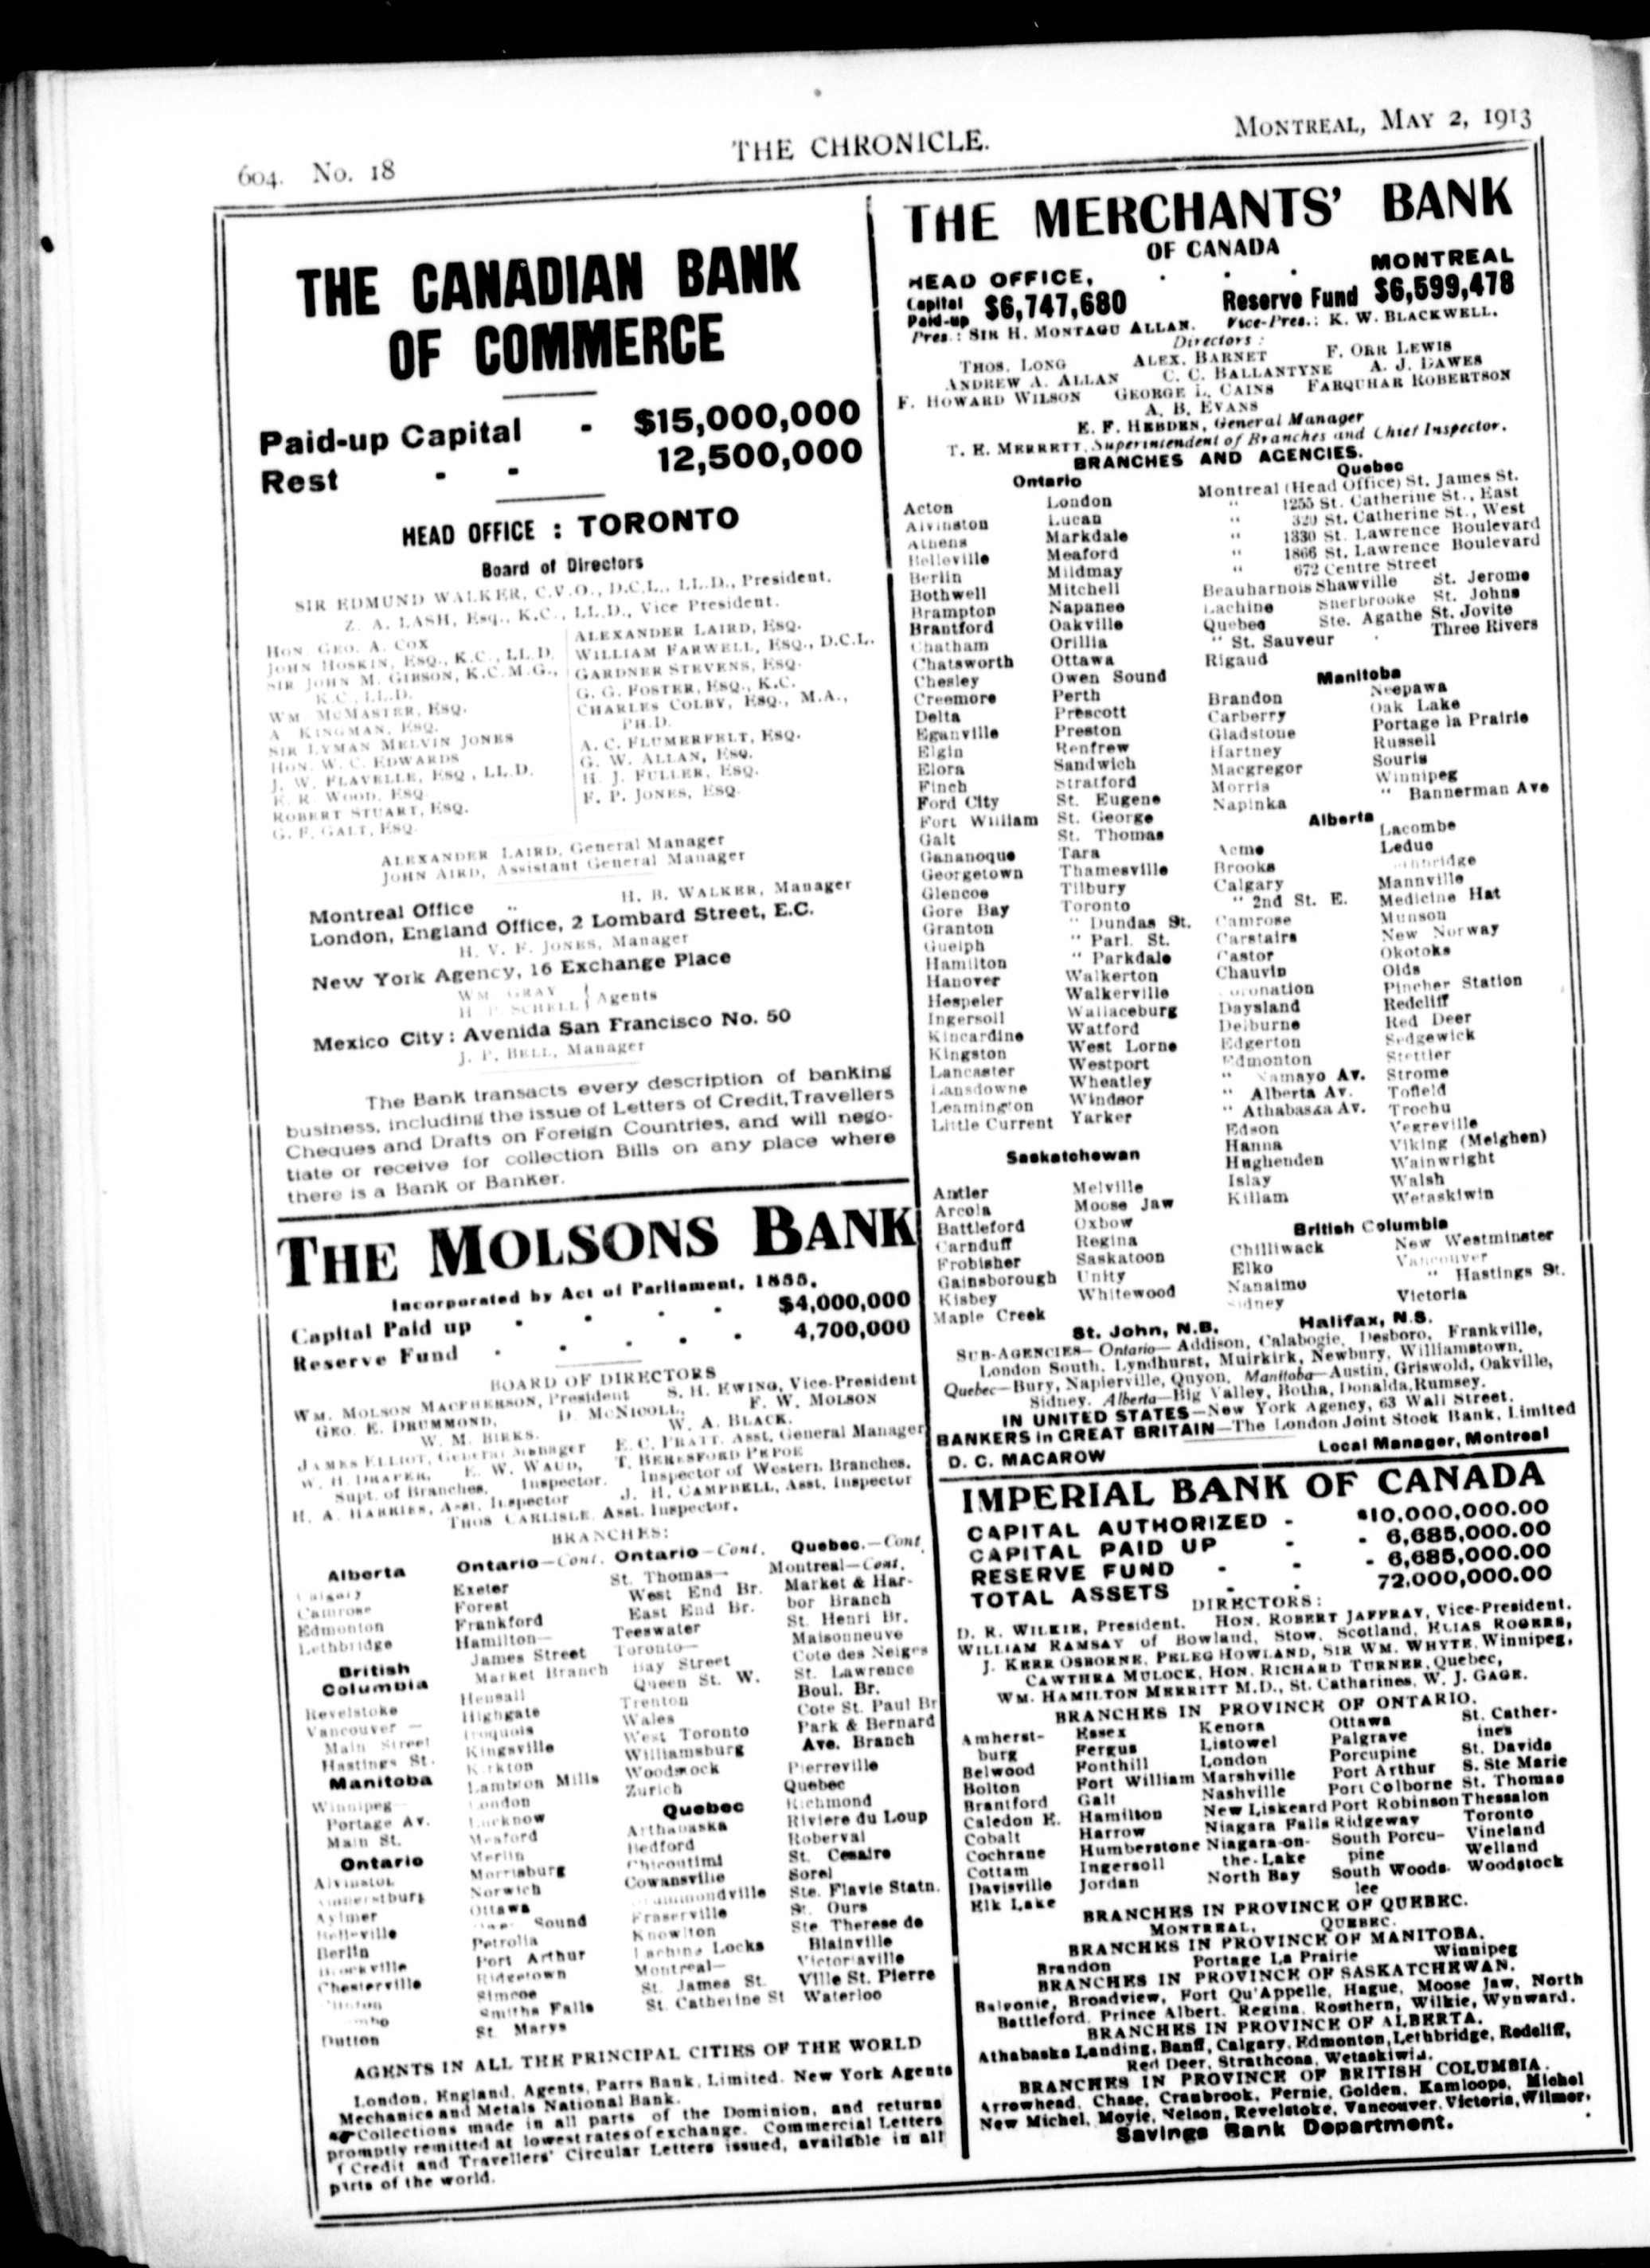 604. No. 18
THE CHRONICLE.
MONTREAL, MAY 2, 1913
THE CANADIAN BANK
OF COMMERCE
Paid-up Capital - $15,000,000
Rest - - 12,500,000
HEAD OFFICE : TORONTO
Board of Directors
SIR EDMUND WALKER, C.V.O., D.C.L., LL.D., President.
Z. A. LASH, Esq., K.C., LL.D., Vice President.
HON. GEO. A. COX
JOHN HOSKIN, ESQ., K.C., LL.D.
SIR JOHN M. GIBSON, K.C.M.G.,
K.C., LL.D.
WM. MCMASTER, ESQ.
A. KINGMAN, ESQ.
SIR LYMAN MELVIN JONES
HON. W. C. EDWARDS
J. W. FLAVELLE, ESQ., LL.D.
E. R. WOOD, ESQ.
ROBERT STUART, ESQ.
G. F. GALT, ESQ.
ALEXANDER LAIRD, ESQ.
WILLIAM FARWELL, ESQ., D.C.L.
GARDNER STEVENS, ESQ.
G. G. FOSTER, ESQ., K.C.
CHARLES COLBY, ESQ., M.A.,
PH.D.
A. C. FLUMERFELT, ESQ.
G. W. ALLAN, ESQ.
H. J. FULLER, ESQ.
F. P. JONES, ESQ.
ALEXANDER LAIRD, General Manager
JOHN AIRD, Assistant General Manager
Montreal Office .. H. B. WALKER, Manager
London, England Office, 2 Lombard Street, E.C.
H. V. F. JONES, Manager
New York Agency, 16 Exchange Place
WM. GRAY
H. P. SCHELL } Agents
Mexico City: Avenida San Francisco No. 50
J. P. BELL, Manager
The Bank transacts every description of banking
business, including the issue of Letters of Credit, Travellers
Cheques and Drafts on Foreign Countries, and will nego-
tiate or receive for collection Bills on any place where
there is a Bank or Banker.
THE MOLSONS BANK
Incorporated by Act of Parliament, 1855.
Capital Paid up $4,000,000
Reserve Fund 4,700,000
BOARD OF DIRECTORS
WM. MOLSON MACPHERSON, President S. H. EWING, Vice-President
GEO. E. DRUMMOND, D. MCNICOLL, F. W. MOLSON
W. M. BIRKS. W. A. BLACK.
JAMES ELLIOT, General Manager E. C. PRATT. Asst. General Manager
W. H. DRAPER, E. W. WAUD, T. BERESFORD PEPOE
Supt. of Branches. Inspector. Inspector of Western Branches.
H. A. HARRIES, Asst. Inspector J. H. CAMPBELL, Asst. Inspector
THOS CARLISLE. Asst. Inspector.
BRANCHES:
Alberta
Calgary
Camrose
Edmonton
Lethbridge
British
Columbia
Revelstoke
Vancouver —
Main Street
Hastings St.
Manitoba
Winnipeg—
Portage Av.
Main St.
Ontario
Alvinston
Amherstburg
Aylmer
Belleville
Berlin
Brockville
Chesterville
Clinton
Dutton
Ontario—Cont.
Exeter
Forest
Frankford
Hamilton—
James Street
Market Branch
Hensall
Highgate
Iroquois
Kingsville
Kirkton
Lambton Mills
London
Lucknow
Meaford
Merlin
Morrisburg
Norwich
Ottawa
Owen Sound
Petrolia
Port Arthur
Ridgetown
Simcoe
Smiths Falls
St. Marys
Ontario—Cont.
St. Thomas—
West End Br.
East End Br.
Teeswater
Toronto—
Bay Street
Queen St. W.
Trenton
Wales
West Toronto
Williamsburg
Woodstock
Zurich
Quebec
Arthabaska
Bedford
Chicoutimi
Cowansville
Drummondville
Fraserville
Knowlton
Lachine Locks
Montreal—
St. James St.
St. Catherine St
Quebec.—Cont
Montreal—Cont.
Market & Har-
bor Branch
St. Henri Br.
Maisonneuve
Cote des Neiges
St. Lawrence
Boul. Br.
Cote St. Paul Br
Park & Bernard
Ave. Branch
Pierreville
Quebec
Richmond
Riviere du Loup
Roberval
St. Cesaire
Sorel
Ste. Flavie Statn.
St. Ours
Ste. Therese de
Blainville
Victoriaville
Ville St. Pierre
Waterloo
AGENTS IN ALL THE PRINCIPAL CITIES OF THE WORLD
London, England, Agents, Parrs Bank, Limited. New York Agents
Mechanics and Metals National Bank.
Collections made in all parts of the Dominion, and returns
promptly remitted at lowest rates of exchange. Commercial Letters
f Credit and Travellers' Circular Letters issued, available in all
parts of the world.
THE MERCHANTS' BANK
OF CANADA
HEAD OFFICE, . . . MONTREAL
Capital Paid-up $6,747,680 Reserve Fund $6,599,478
Pres.: SIR H. MONTAGU ALLAN. Vice-Pres.: K. W. BLACKWELL.
Directors:
THOS. LONG ALEX. BARNET F. ORR LEWIS
ANDREW A. ALLAN C. C. BALLANTYNE A. J. DAWES
F. HOWARD WILSON GEORGE L. CAINS FARQUHAR ROBERTSON
A. B. EVANS
E. F. HEBDEN, General Manager
T. E. MERRETT, Superintendent of Branches and Chief Inspector.
BRANCHES AND AGENCIES.
Ontario
Acton
Alvinston
Athens
Belleville
Berlin
Bothwell
Brampton
Brantford
Chatham
Chatsworth
Chesley
Creemore
Delta
Eganville
Elgin
Elora
Finch
Ford City
Fort William
Galt
Gananoque
Georgetown
Glencoe
Gore Bay
Granton
Guelph
Hamilton
Hanover
Hespeler
Ingersoll
Kincardine
Kingston
Lancaster
Lansdowne
Leamington
Little Current
London
Lucan
Markdale
Meaford
Mildmay
Mitchell
Napanee
Oakville
Orillia
Ottawa
Owen Sound
Perth
Prescott
Preston
Renfrew
Sandwich
Stratford
St. Eugene
St. George
St. Thomas
Tara
Thamesville
Tilbury
Toronto
" Dundas St.
" Parl. St.
" Parkdale
Walkerton
Walkerville
Wallaceburg
Watford
West Lorne
Westport
Wheatley
Windsor
Yarker
Saskatchewan
Antler
Arcola
Battleford
Carnduff
Frobisher
Gainsborough
Kisbey
Maple Creek
Melville
Moose Jaw
Oxbow
Regina
Saskatoon
Unity
Whitewood
Quebec
Montreal (Head Office) St. James St.
" 1255 St. Catherine St., East
" 320 St. Catherine St., West
" 1330 St. Lawrence Boulevard
" 1866 St. Lawrence Boulevard
" 672 Centre Street
Beauharnois Shawville St. Jerome
Lachine Sherbrooke St. Johns
Quebec Ste. Agathe St. Jovite
" St. Sauveur Three Rivers
Rigaud
Manitoba
Brandon
Carberry
Gladstone
Hartney
Macgregor
Morris
Napinka
Neepawa
Oak Lake
Portage la Prairie
Russell
Souris
Winnipeg
" Bannerman Ave
Alberta
Acme
Brooks
Calgary
" 2nd St. E.
Camrose
Carstairs
Castor
Chauvin
Coronation
Daysland
Delburne
Edgerton
Edmonton
" Namayo Av.
" Alberta Av.
" Athabaska Av.
Edson
Hanna
Hughenden
Islay
Killam
Lacombe
Leduc
Lethbridge
Mannville
Medicine Hat
Munson
New Norway
Okotoks
Olds
Pincher Station
Redcliff
Red Deer
Sedgewick
Stettler
Strome
Tofield
Trochu
Vegreville
Viking (Meighen)
Wainwright
Walsh
Wetaskiwin
British Columbia
Chilliwack
Elko
Nanaimo
Sidney
New Westminster
Vancouver
" Hastings St.
Victoria
St. John, N.B. Halifax, N.S.
SUB-AGENCIES—Ontario—Addison, Calabogie, Desboro, Frankville,
London South, Lyndhurst, Muirkirk, Newbury, Williamstown.
Quebec—Bury, Napierville, Quyon. Manitoba—Austin, Griswold, Oakville,
Sidney. Alberta—Big Valley, Botha, Donalda, Rumsey.
IN UNITED STATES—New York Agency, 63 Wall Street.
BANKERS in GREAT BRITAIN—The London Joint Stock Bank, Limited
D. C. MACAROW Local Manager, Montreal
IMPERIAL BANK OF CANADA
CAPITAL AUTHORIZED - $10,000,000.00
CAPITAL PAID UP - - 6,685,000.00
RESERVE FUND - - - 6,685,000.00
TOTAL ASSETS - - 72,000,000.00
DIRECTORS:
D. R. WILKIE, President. HON. ROBERT JAFFRAY, Vice-President.
WILLIAM RAMSAY of Bowland, Stow, Scotland, ELIAS ROGERS,
J. KERR OSBORNE, PELEG HOWLAND, SIR WM. WHYTE, Winnipeg,
CAWTHRA MULOCK, HON. RICHARD TURNER, Quebec,
WM. HAMILTON MERRITT M.D., St. Catharines, W. J. GAGE.
BRANCHES IN PROVINCE OF ONTARIO.
Amherst-
burg
Belwood
Bolton
Brantford
Caledon E.
Cobalt
Cochrane
Cottam
Davisville
Elk Lake
Essex
Fergus
Fonthill
Fort William
Galt
Hamilton
Harrow
Humberstone
Ingersoll
Jordan
Kenora
Listowel
London
Marshville
Nashville
New Liskeard
Niagara Falls
Niagara-on-
the-Lake
North Bay
Ottawa
Palgrave
Porcupine
Port Arthur
Port Colborne
Port Robinson
Ridgeway
South Porcu-
pine
South Woods-
lee
St. Cather-
ines
St. Davids
S. Ste Marie
St. Thomas
Thessalon
Toronto
Vineland
Welland
Woodstock
BRANCHES IN PROVINCE OF QUEBEC.
MONTREAL, QUEBEC.
BRANCHES IN PROVINCE OF MANITOBA.
Brandon Portage La Prairie Winnipeg
BRANCHES IN PROVINCE OF SASKATCHEWAN.
Balgonie, Broadview, Fort Qu'Appelle, Hague, Moose Jaw, North
Battleford, Prince Albert, Regina, Rosthern, Wilkie, Wynward.
BRANCHES IN PROVINCE OF ALBERTA.
Athabaska Landing, Banff, Calgary, Edmonton, Lethbridge, Redcliff,
Red Deer, Strathcona, Wetaskiwin.
BRANCHES IN PROVINCE OF BRITISH COLUMBIA.
Arrowhead, Chase, Cranbrook, Fernie, Golden, Kamloops, Michel
New Michel, Moyie, Nelson, Revelstoke, Vancouver, Victoria, Wilmer.
Savings Bank Department.